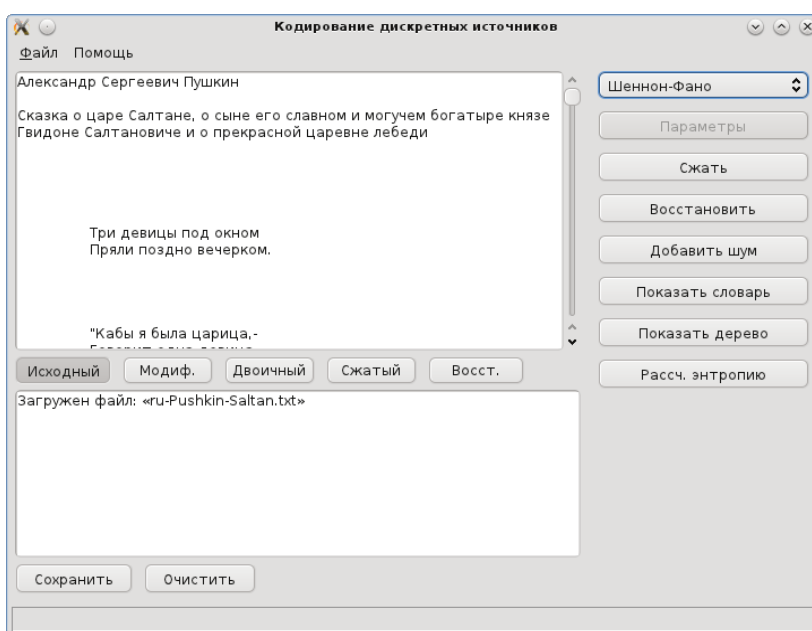 Кодирование дискретных источников
Файл Помощь
Александр Сергеевич Пушкин
Сказка о царе Салтане, о сыне его славном и могучем богатыре князе
Гвидоне Салтановиче и о прекрасной царевне лебеди
Три девицы под окном
Пряли поздно вечерком.
"Кабы я была царица,-
Шеннон-Фано
Параметры
Сжать
Восстановить
Добавить шум
Показать словарь
Показать дерево
Рассч. энтропию
Исходный Модиф. Двоичный Сжатый Восст.
Загружен файл: «ru-Pushkin-Saltan.txt»
Сохранить Очистить